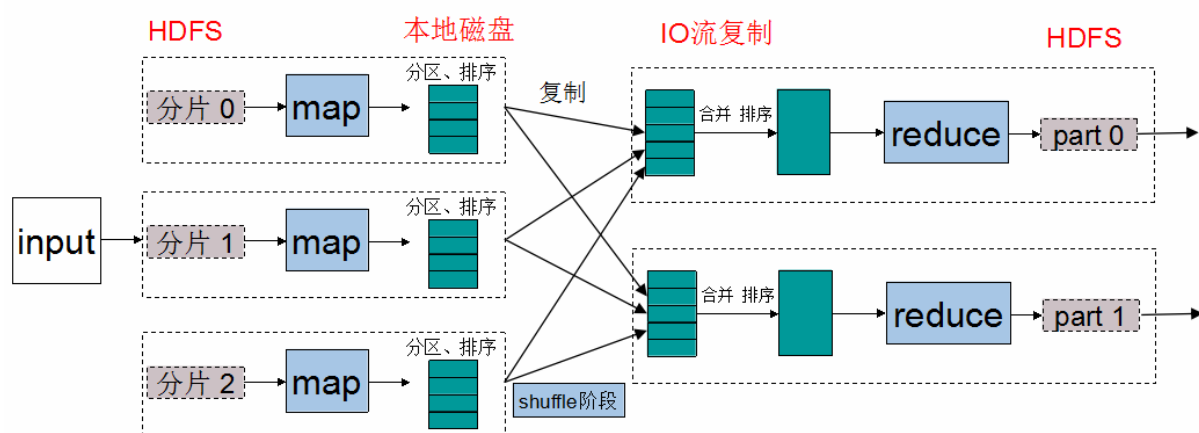 HDFS
本地磁盘
IO流复制
HDFS
分片 0
map
分区、排序
复制
合并 排序
reduce
part 0
input
分片 1
map
分区、排序
合并 排序
reduce
part 1
分片 2
map
分区、排序
shuffle阶段